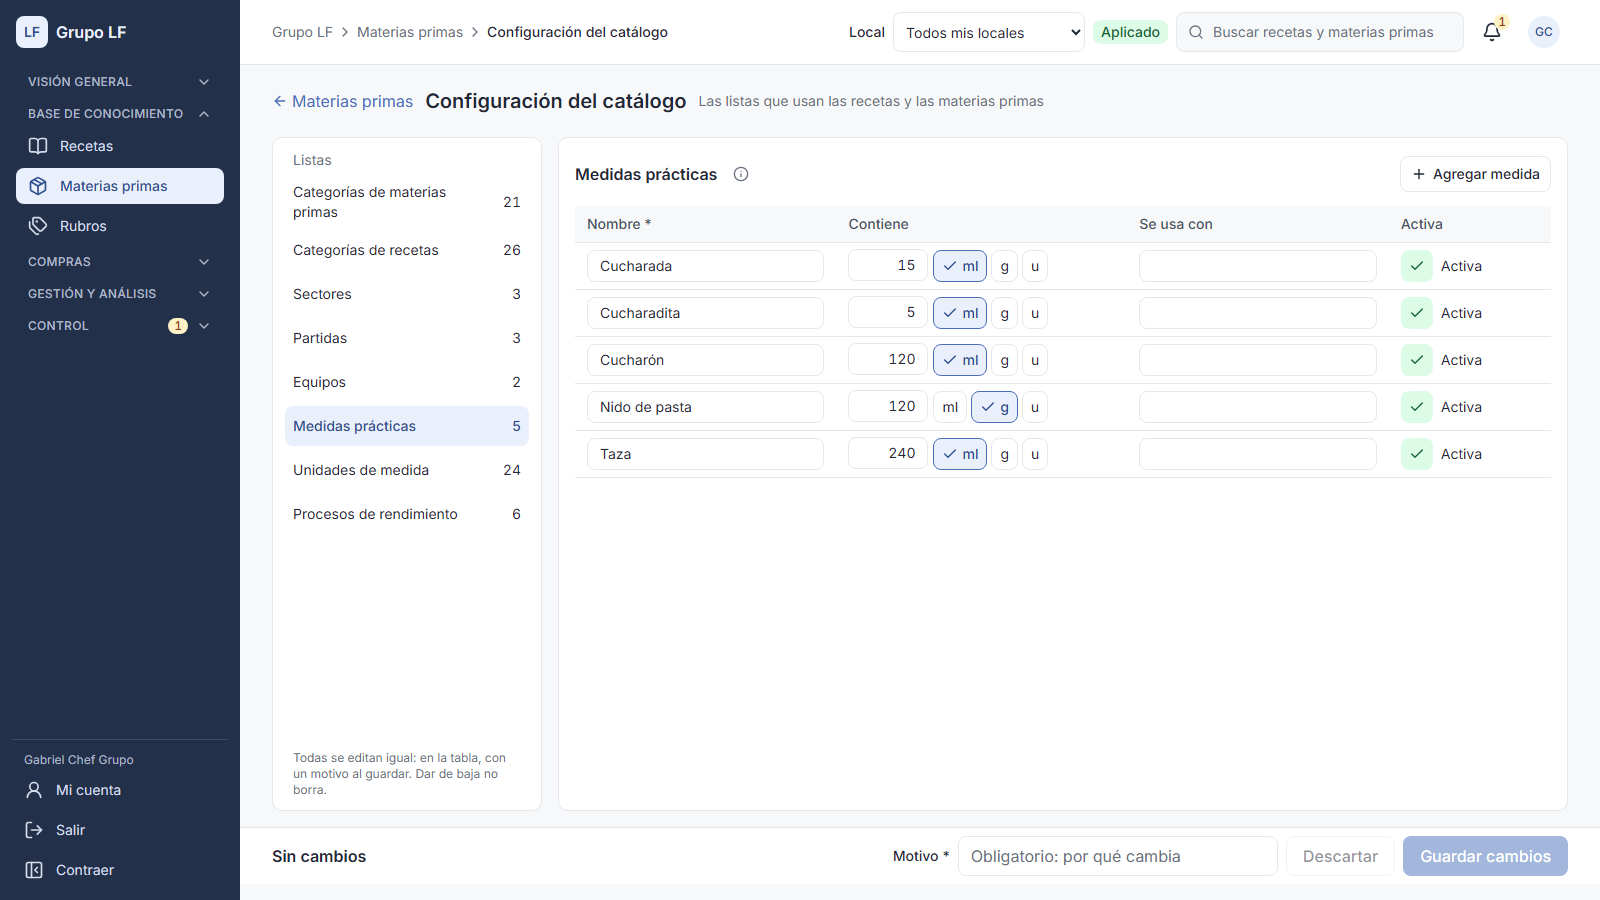 LF Grupo LF
VISIÓN GENERAL
BASE DE CONOCIMIENTO
Recetas
Materias primas
Rubros
COMPRAS
GESTIÓN Y ANÁLISIS
CONTROL 1
Gabriel Chef Grupo
Mi cuenta
Salir
Contraer
Grupo LF > Materias primas > Configuración del catálogo
Local Todos mis locales Aplicado Buscar recetas y materias primas 1 GC
← Materias primas Configuración del catálogo Las listas que usan las recetas y las materias primas
Listas
Categorías de materias
primas 21
Categorías de recetas 26
Sectores 3
Partidas 3
Equipos 2
Medidas prácticas 5
Unidades de medida 24
Procesos de rendimiento 6
Todas se editan igual: en la tabla, con
un motivo al guardar. Dar de baja no
borra.
Medidas prácticas + Agregar medida
Nombre * Contiene Se usa con Activa
Cucharada 15 ml g u Activa
Cucharadita 5 ml g u Activa
Cucharón 120 ml g u Activa
Nido de pasta 120 ml g u Activa
Taza 240 ml g u Activa
Sin cambios Motivo * Obligatorio: por qué cambia Descartar Guardar cambios